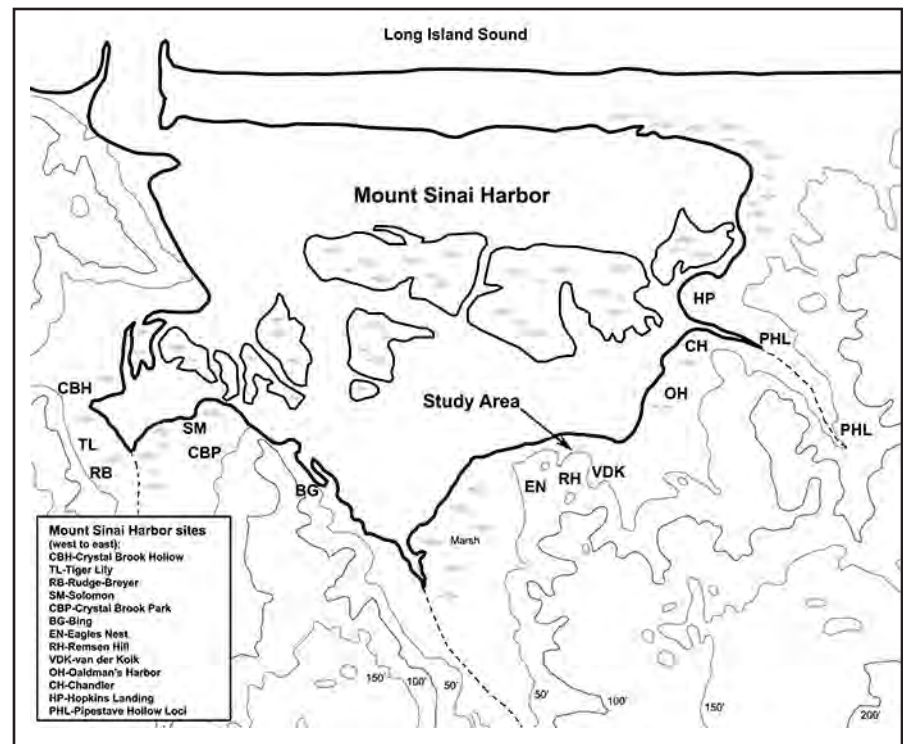 Long Island Sound
Mount Sinai Harbor
HP
PHL
CH
CBH
OH
Study Area
SM
PHL
TL
CBP
RB
VDK
RH
EN
BG
Mount Sinai Harbor sites
(west to east):
CBH-Crystal Brook Hollow
TL-Tiger Lily
RB-Rudge-Breyer
SM-Solomon
CBP-Crystal Brook Park
BG-Bing
EN-Eagles Nest
RH-Remsen Hill
VDK-van der Kolk
OH-Oaldman's Harbor
CH-Chandler
HP-Hopkins Landing
PHL-Pipestave Hollow Loci
Marsh
150'
100'
50'
50'
100'
150'
200'